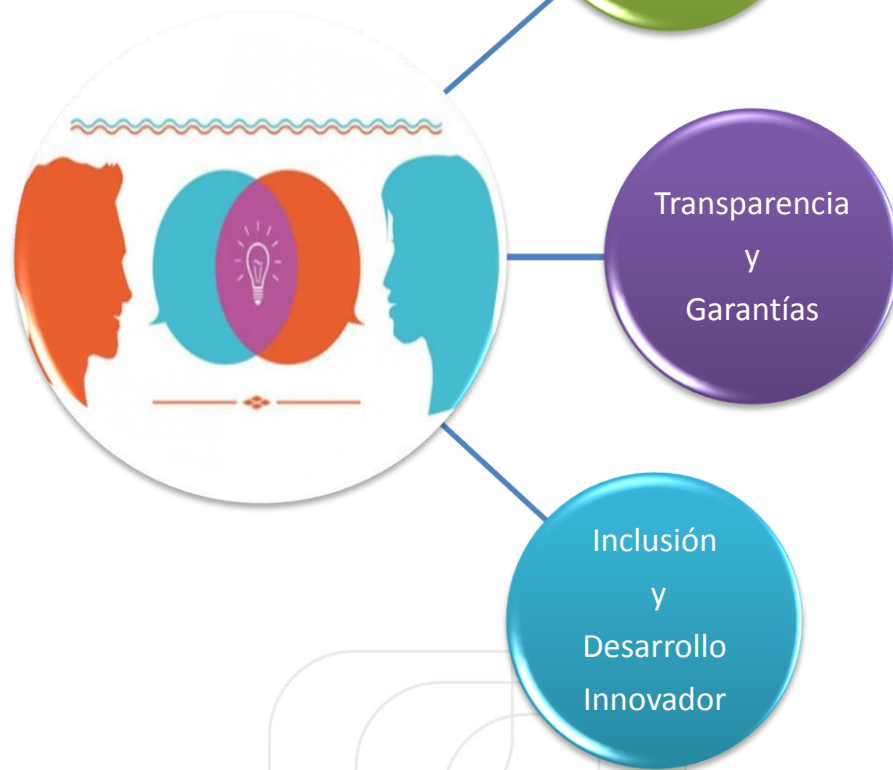 Transparencia
y
Garantías
Inclusión
y
Desarrollo
Innovador